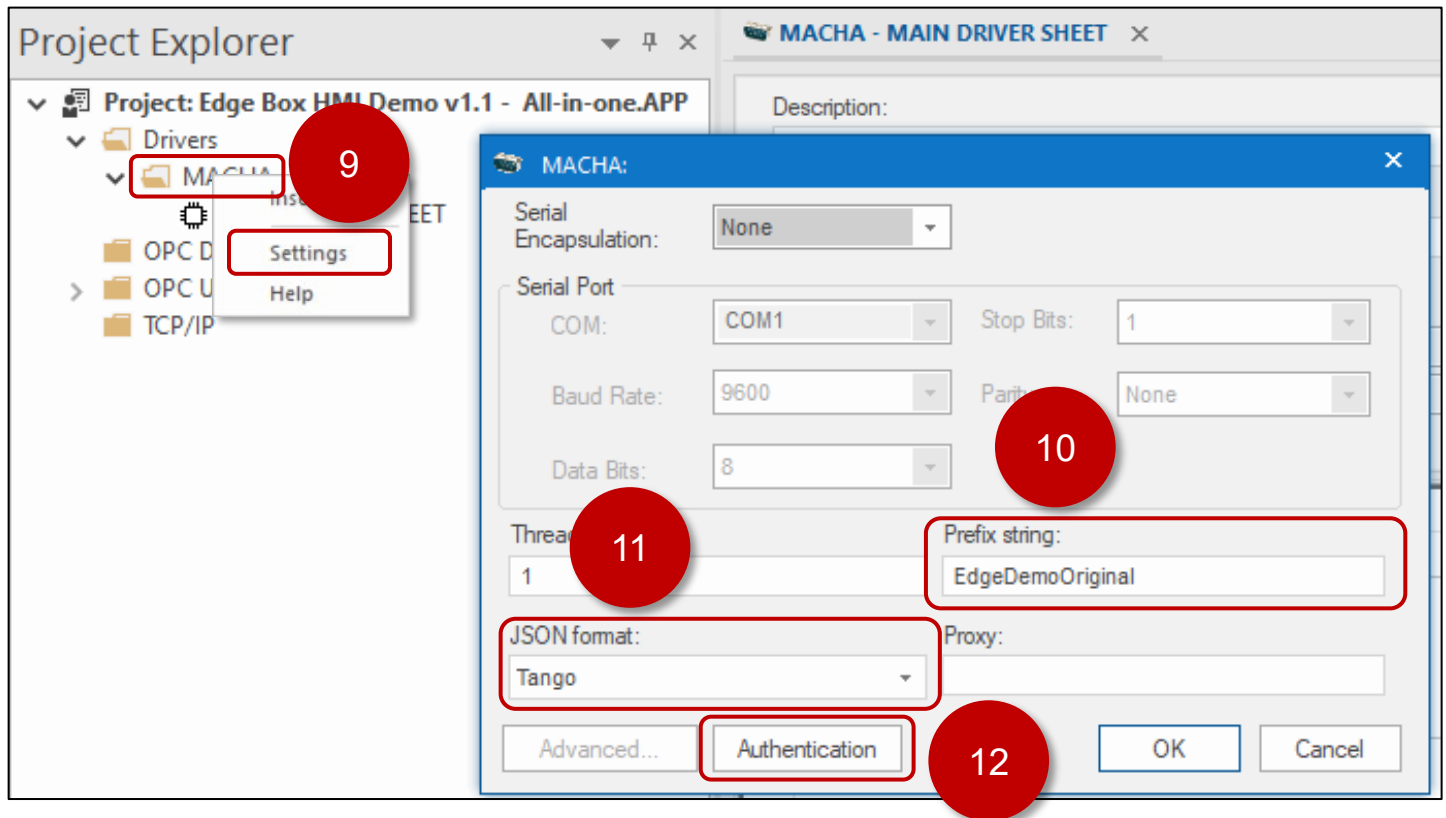 Project Explorer
MACHA - MAIN DRIVER SHEET
Project: Edge Box HMI Demo v1.1 - All-in-one.APP
Description:
Drivers
9
MACHA:
EET
Settings
OPC D
OPC U
Help
TCP/IP
Serial
Encapsulation:
None
Serial Port
COM:
COM1
Stop Bits:
1
Baud Rate:
9600
None
10
Data Bits:
8
11
Prefix string:
1
EdgeDemoOriginal
JSON format:
Proxy:
Tango
Advanced...
Authentication
12
OK
Cancel